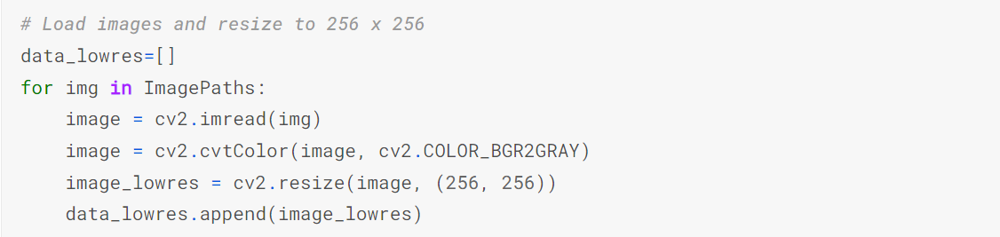 # Load images and resize to 256 x 256
data_lowres=[]
for img in ImagePaths:
    image = cv2.imread(img)
    image = cv2.cvtColor(image, cv2.COLOR_BGR2GRAY)
    image_lowres = cv2.resize(image, (256, 256))
    data_lowres.append(image_lowres)